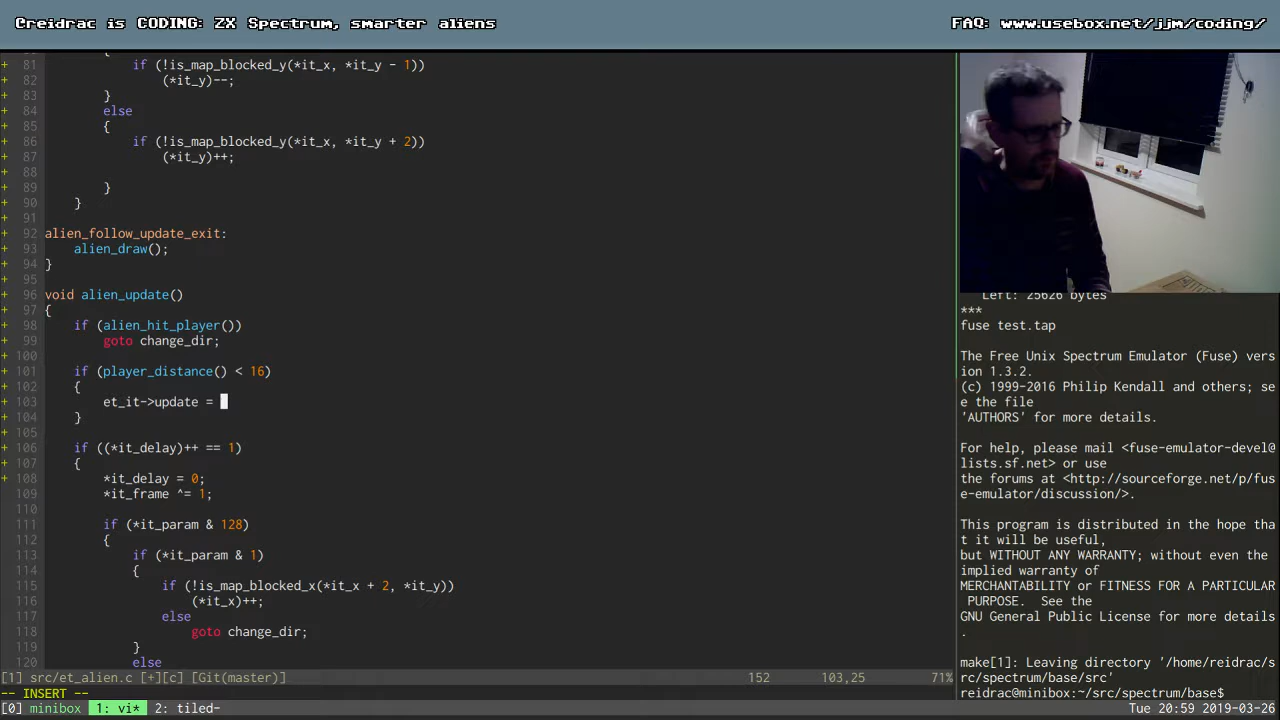 Creidrac is CODING: ZX Spectrum, smarter aliens
FAQ: www.usebox.net/jjm/coding/
+ 81 if (!is_map_blocked_y(*it_x, *it_y - 1))
+ 82 (*it_y)--;
+ 83 }
+ 84 else
+ 85 {
+ 86 if (!is_map_blocked_y(*it_x, *it_y + 2))
+ 87 (*it_y)++;
+ 88
+ 89 }
+ 90 }
+ 91
+ 92 alien_follow_update_exit:
+ 93 alien_draw();
+ 94 }
+ 95
+ 96 void alien_update()
+ 97 {
+ 98 if (alien_hit_player())
+ 99 goto change_dir;
+ 100
+ 101 if (player_distance() < 16)
+ 102 {
+ 103 et_it->update =
+ 104 }
+ 105
+ 106 if ((*it_delay)++ == 1)
+ 107 {
+ 108 *it_delay = 0;
109 *it_frame ^= 1;
110
111 if (*it_param & 128)
112 {
113 if (*it_param & 1)
114 {
115 if (!is_map_blocked_x(*it_x + 2, *it_y))
116 (*it_x)++;
117 else
118 goto change_dir;
119 }
120 else
[1] src/et_alien.c [+][c] [Git(master)] 152 103,25 71%
-- INSERT --
Left: 25626 bytes
***
fuse test.tap
The Free Unix Spectrum Emulator (Fuse) vers
ion 1.3.2.
(c) 1999-2016 Philip Kendall and others; se
e the file
'AUTHORS' for more details.
For help, please mail <fuse-emulator-devel@
lists.sf.net> or use
the forums at <http://sourceforge.net/p/fus
e-emulator/discussion/>.
This program is distributed in the hope tha
t it will be useful,
but WITHOUT ANY WARRANTY; without even the
implied warranty of
MERCHANTABILITY or FITNESS FOR A PARTICULAR
PURPOSE. See the
GNU General Public License for more details
.
make[1]: Leaving directory '/home/reidrac/s
rc/spectrum/base/src'
reidrac@minibox:~/src/spectrum/base$
[0] minibox 1: vi* 2: tiled- Tue 20:59 2019-03-26